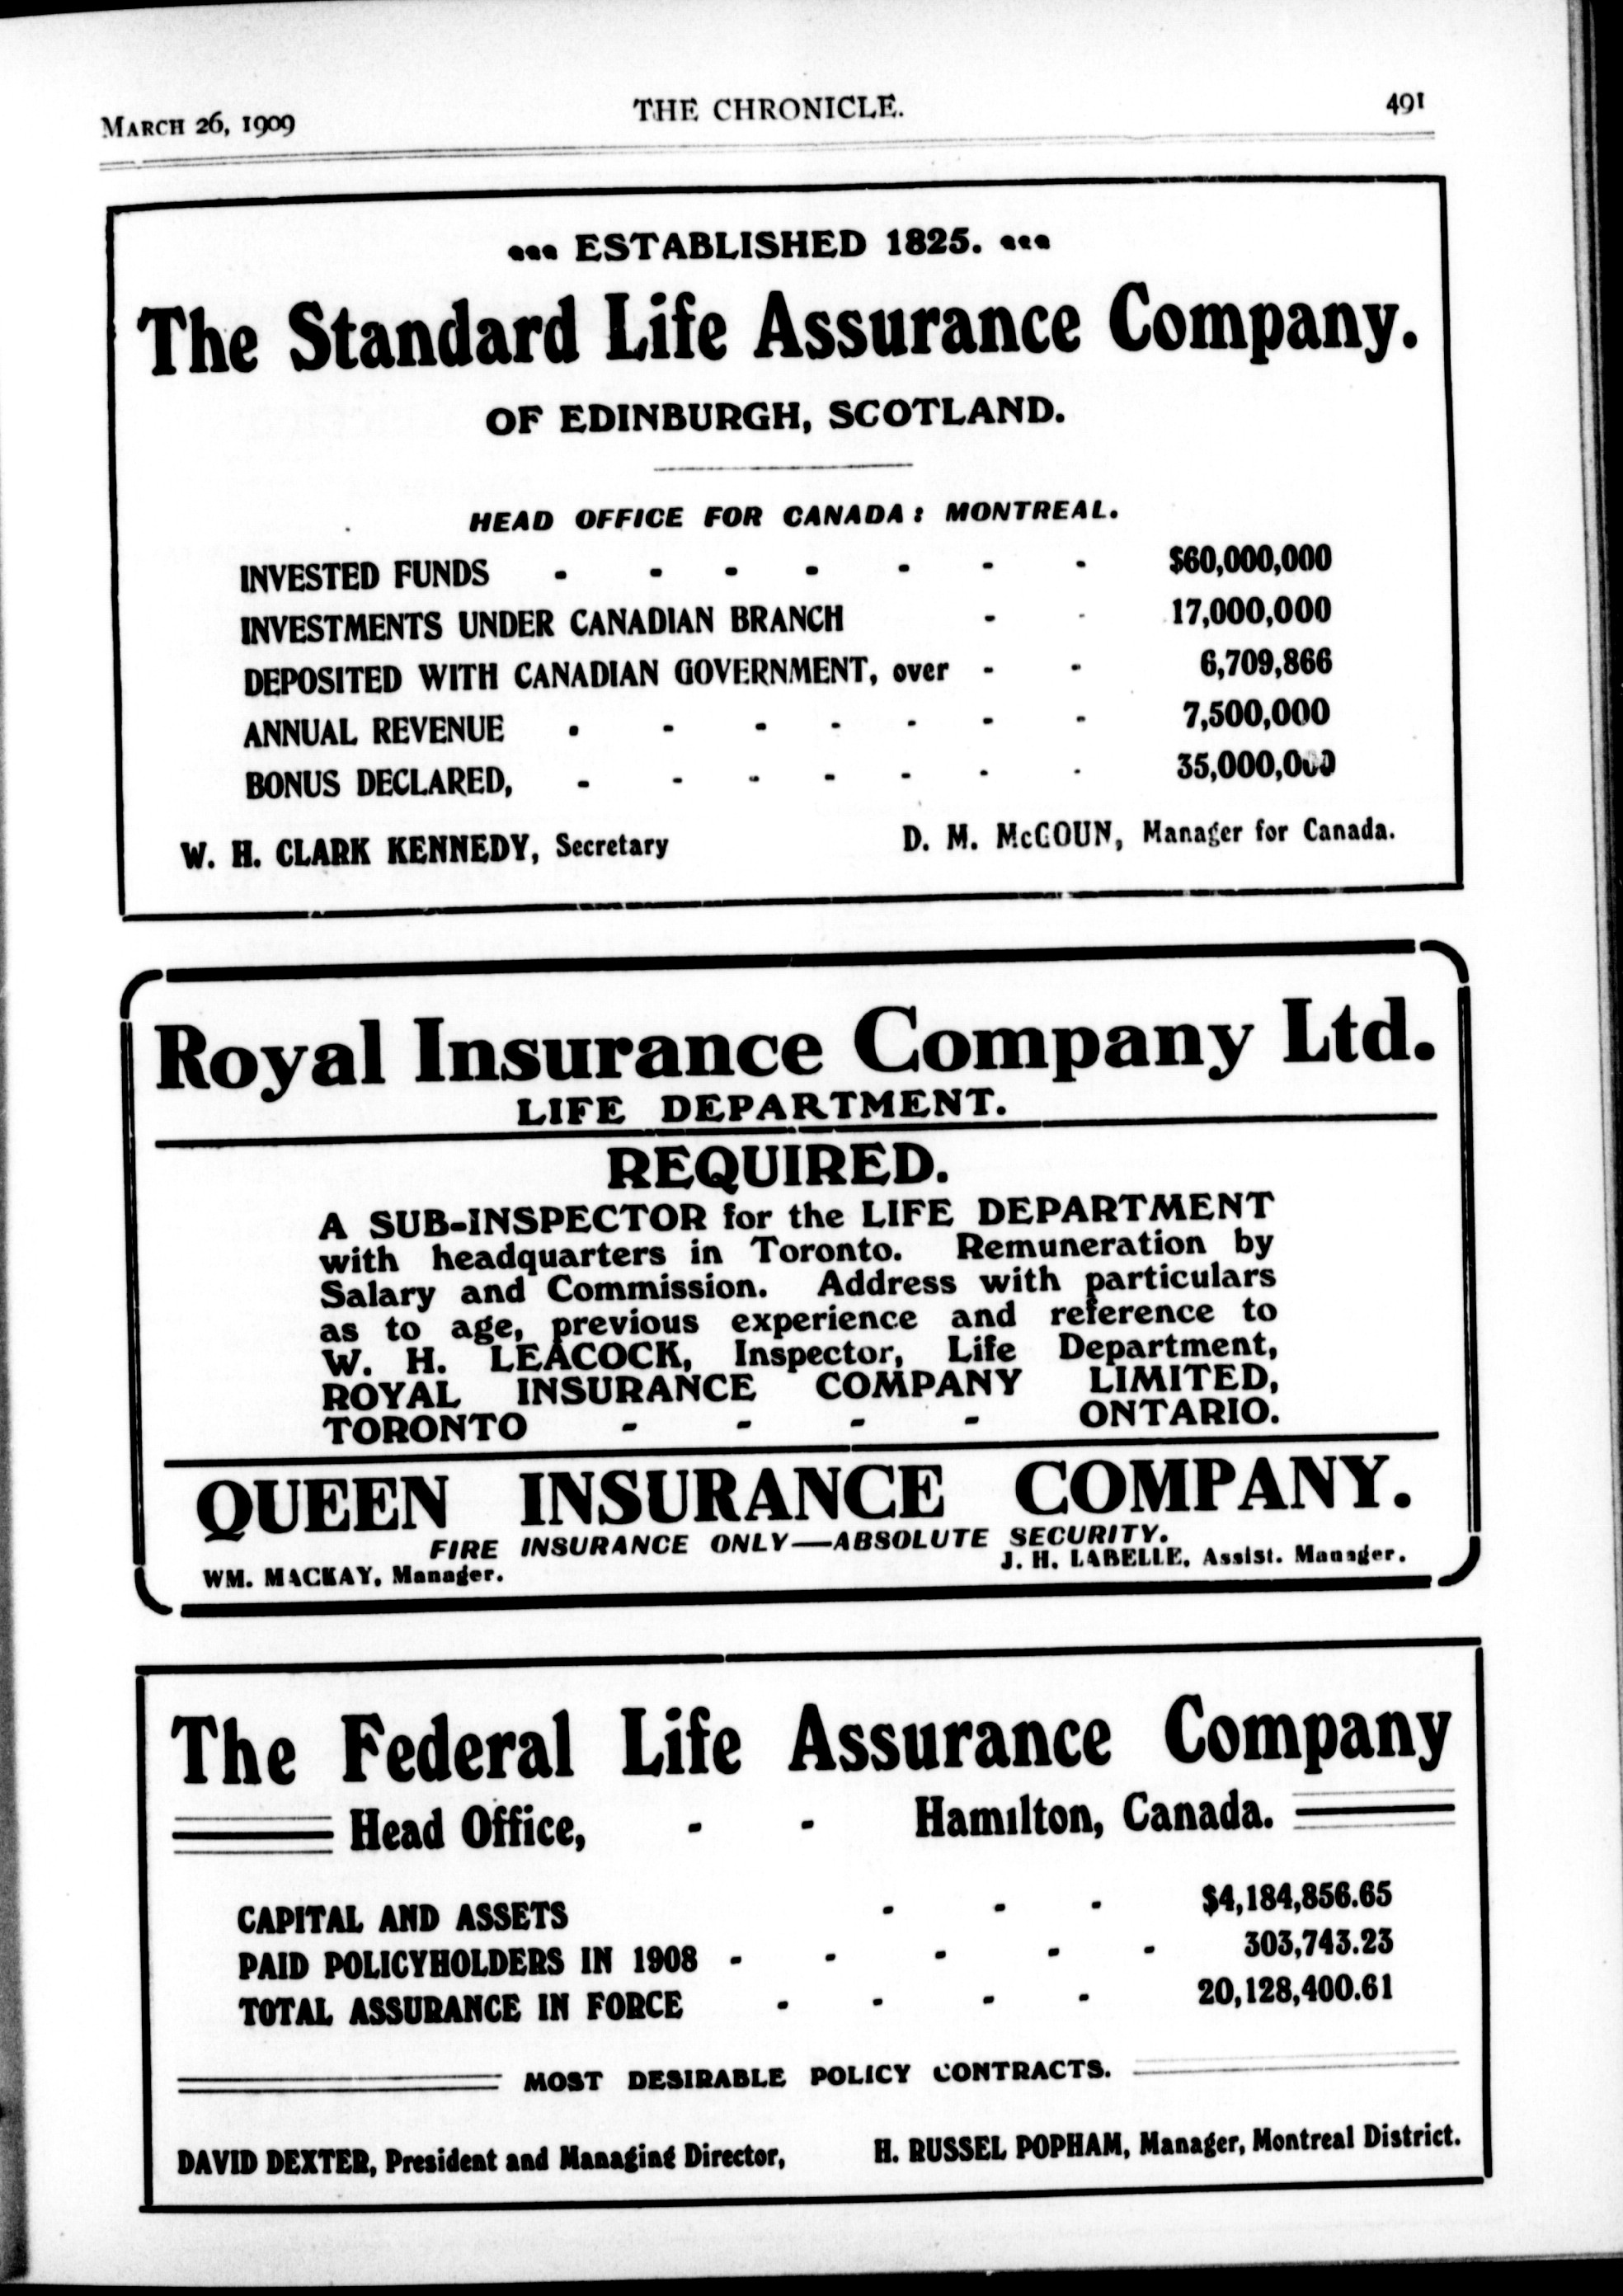 MARCH 26, 1909 THE CHRONICLE. 491
ESTABLISHED 1825.
The Standard Life Assurance Company.
OF EDINBURGH, SCOTLAND.
HEAD OFFICE FOR CANADA: MONTREAL.
INVESTED FUNDS - - - - - - - $60,000,000
INVESTMENTS UNDER CANADIAN BRANCH - - 17,000,000
DEPOSITED WITH CANADIAN GOVERNMENT, over - - 6,709,866
ANNUAL REVENUE - - - - - - - 7,500,000
BONUS DECLARED, - - - - - - - 35,000,000
W. H. CLARK KENNEDY, Secretary D. M. McGOUN, Manager for Canada.
Royal Insurance Company Ltd.
LIFE DEPARTMENT.
REQUIRED.
A SUB-INSPECTOR for the LIFE DEPARTMENT
with headquarters in Toronto. Remuneration by
Salary and Commission. Address with particulars
as to age, previous experience and reference to
W. H. LEACOCK, Inspector, Life Department,
ROYAL INSURANCE COMPANY LIMITED,
TORONTO - - - - ONTARIO.
QUEEN INSURANCE COMPANY.
FIRE INSURANCE ONLY—ABSOLUTE SECURITY.
WM. MACKAY, Manager. J. H. LABELLE, Assist. Manager.
The Federal Life Assurance Company
Head Office, - - Hamilton, Canada.
CAPITAL AND ASSETS - - - $4,184,856.65
PAID POLICYHOLDERS IN 1908 - - - - - 303,743.23
TOTAL ASSURANCE IN FORCE - - - - 20,128,400.61
MOST DESIRABLE POLICY CONTRACTS.
DAVID DEXTER, President and Managing Director, H. RUSSEL POPHAM, Manager, Montreal District.